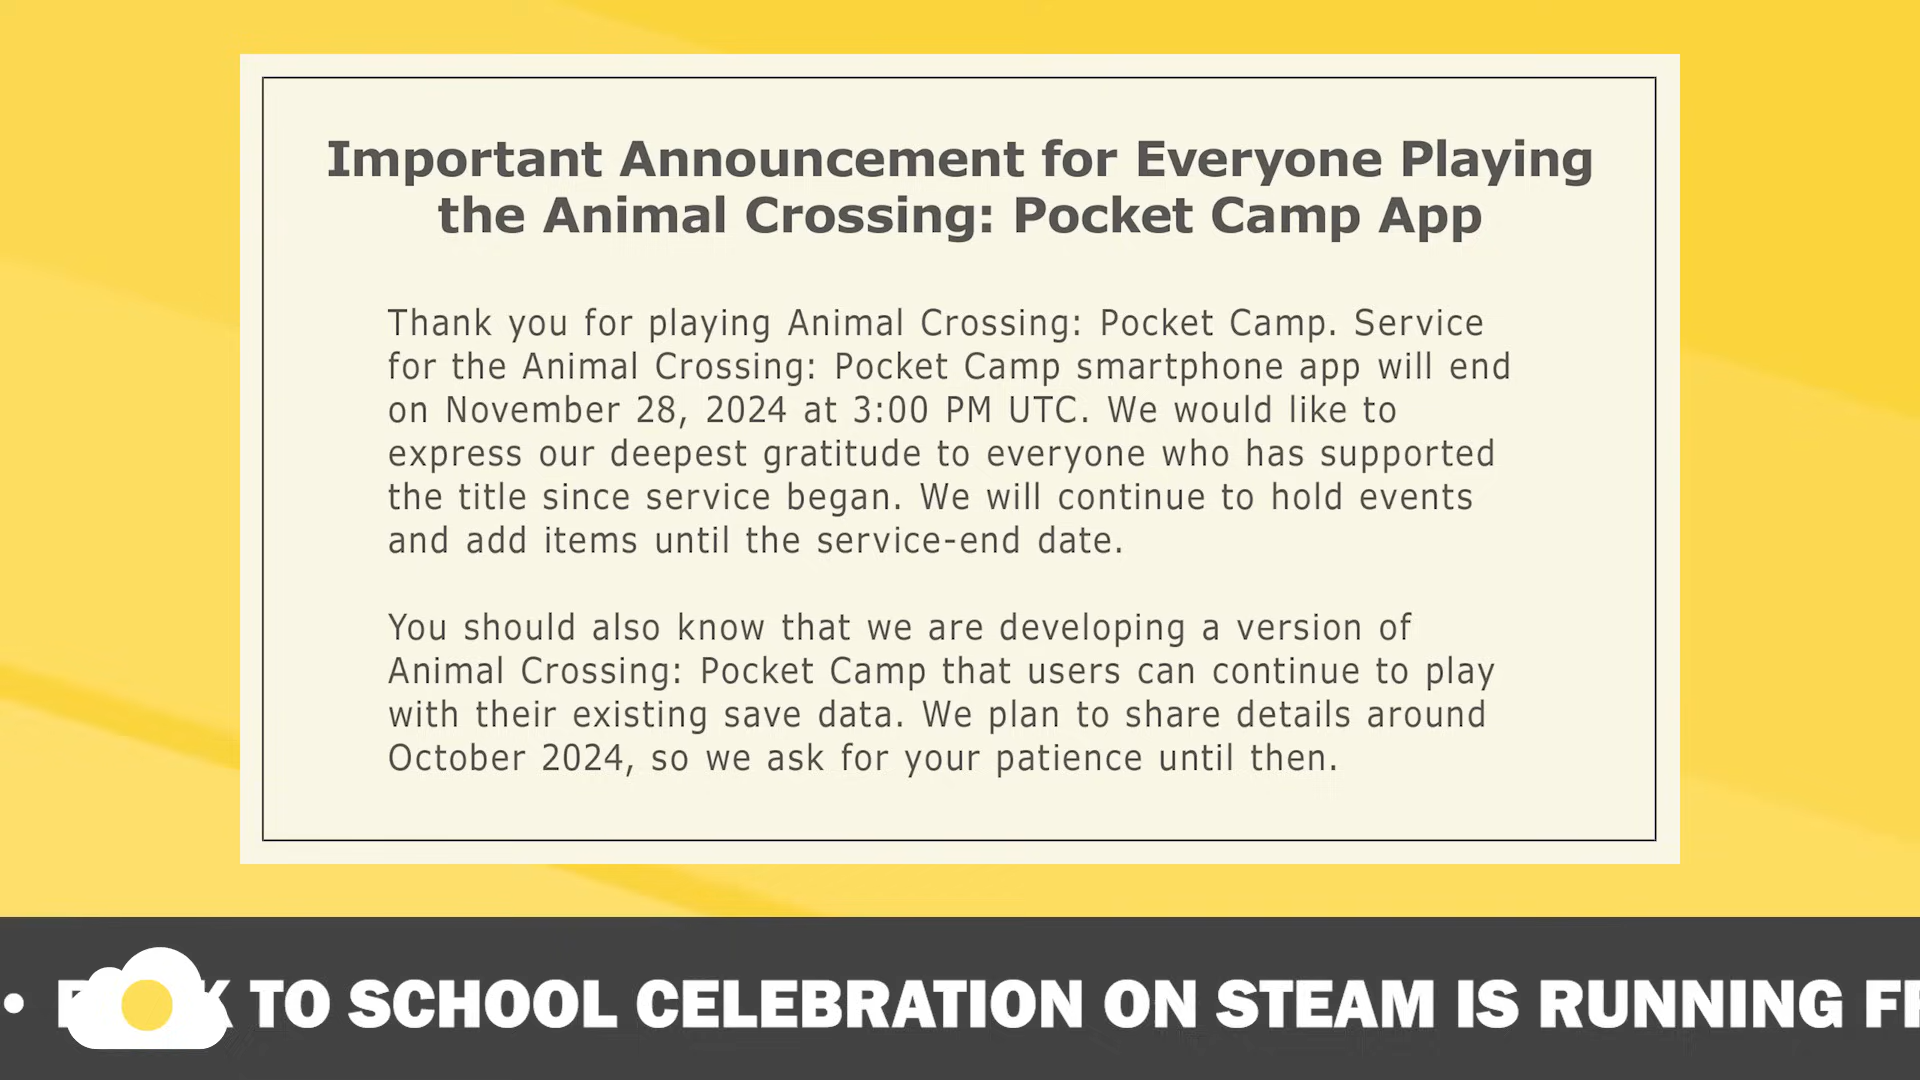 Important Announcement for Everyone Playing
the Animal Crossing: Pocket Camp App
Thank you for playing Animal Crossing: Pocket Camp. Service
for the Animal Crossing: Pocket Camp smartphone app will end
on November 28, 2024 at 3:00 PM UTC. We would like to
express our deepest gratitude to everyone who has supported
the title since service began. We will continue to hold events
and add items until the service-end date.
You should also know that we are developing a version of
Animal Crossing: Pocket Camp that users can continue to play
with their existing save data. We plan to share details around
October 2024, so we ask for your patience until then.
• TO SCHOOL CELEBRATION ON STEAM IS RUNNING